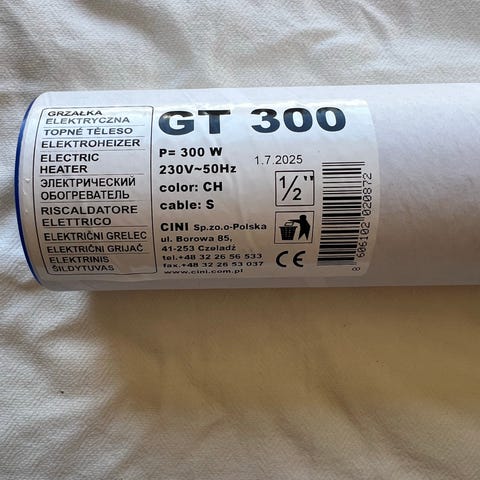 GRZAŁKA
ELEKTRYCZNA
TOPNÉ TĚLESO
ELEKTROHEIZER
ELECTRIC
HEATER
ЭЛЕКТРИЧЕСКИЙ
ОБОГРЕВАТЕЛЬ
RISCALDATORE
ELETTRICO
ELEKTRIČNI GRELEC
ELEKTRIČNI GRIJAČ
ELEKTRINIS
ŠILDYTUVAS
GT 300
P= 300 W
230V~50Hz
color: CH
cable: S
1.7.2025
1/2"
CINI Sp.zo.o-Polska
ul. Borowa 85,
41-253 Czeladź
tel.+48 32 26 56 533
fax.+48 32 26 53 037
www.cini.com.pl
CE
8 606102 020872